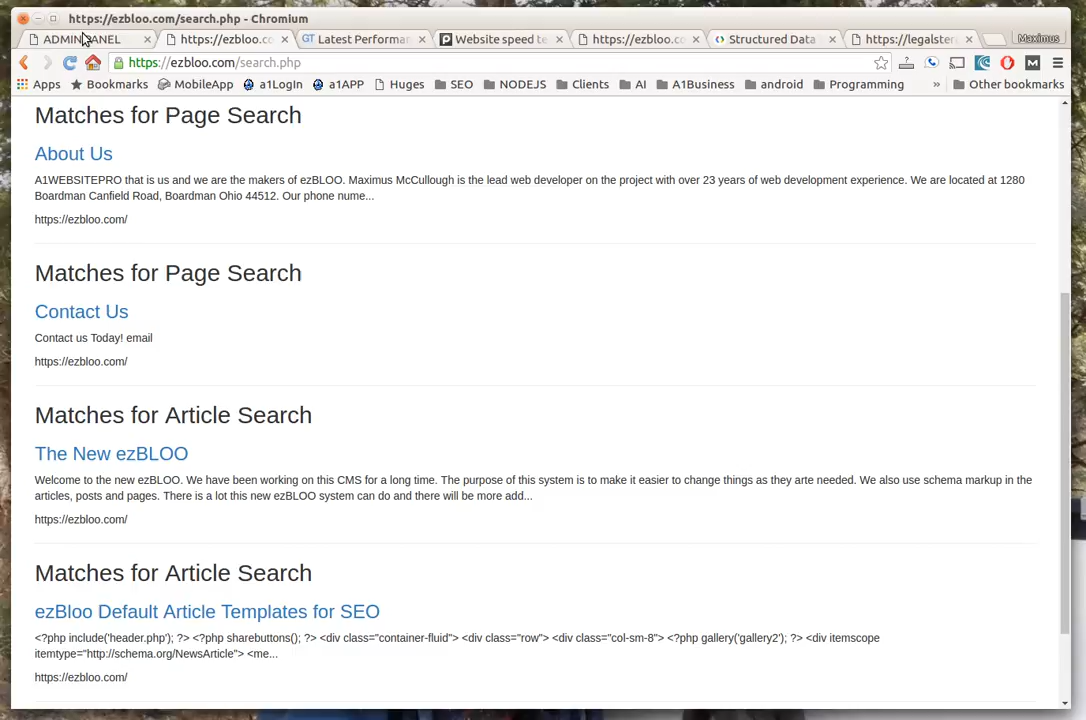 https://ezbloo.com/search.php - Chromium
ADMIN PANEL
https://ezbloo.co
Latest Performan
Website speed te
https://ezbloo.co
Structured Data
https://legalster
Maximus
https://ezbloo.com/search.php
Apps Bookmarks MobileApp a1LogIn a1APP Huges SEO NODEJS Clients AI A1Business android Programming » Other bookmarks
Matches for Page Search
About Us
A1WEBSITEPRO that is us and we are the makers of ezBLOO. Maximus McCullough is the lead web developer on the project with over 23 years of web development experience. We are located at 1280
Boardman Canfield Road, Boardman Ohio 44512. Our phone nume...
https://ezbloo.com/
Matches for Page Search
Contact Us
Contact us Today! email
https://ezbloo.com/
Matches for Article Search
The New ezBLOO
Welcome to the new ezBLOO. We have been working on this CMS for a long time. The purpose of this system is to make it easier to change things as they arte needed. We also use schema markup in the
articles, posts and pages. There is a lot this new ezBLOO system can do and there will be more add...
https://ezbloo.com/
Matches for Article Search
ezBloo Default Article Templates for SEO
<?php include('header.php'); ?> <?php sharebuttons(); ?> <div class="container-fluid"> <div class="row"> <div class="col-sm-8"> <?php gallery('gallery2'); ?> <div itemscope
itemtype="http://schema.org/NewsArticle"> <me...
https://ezbloo.com/